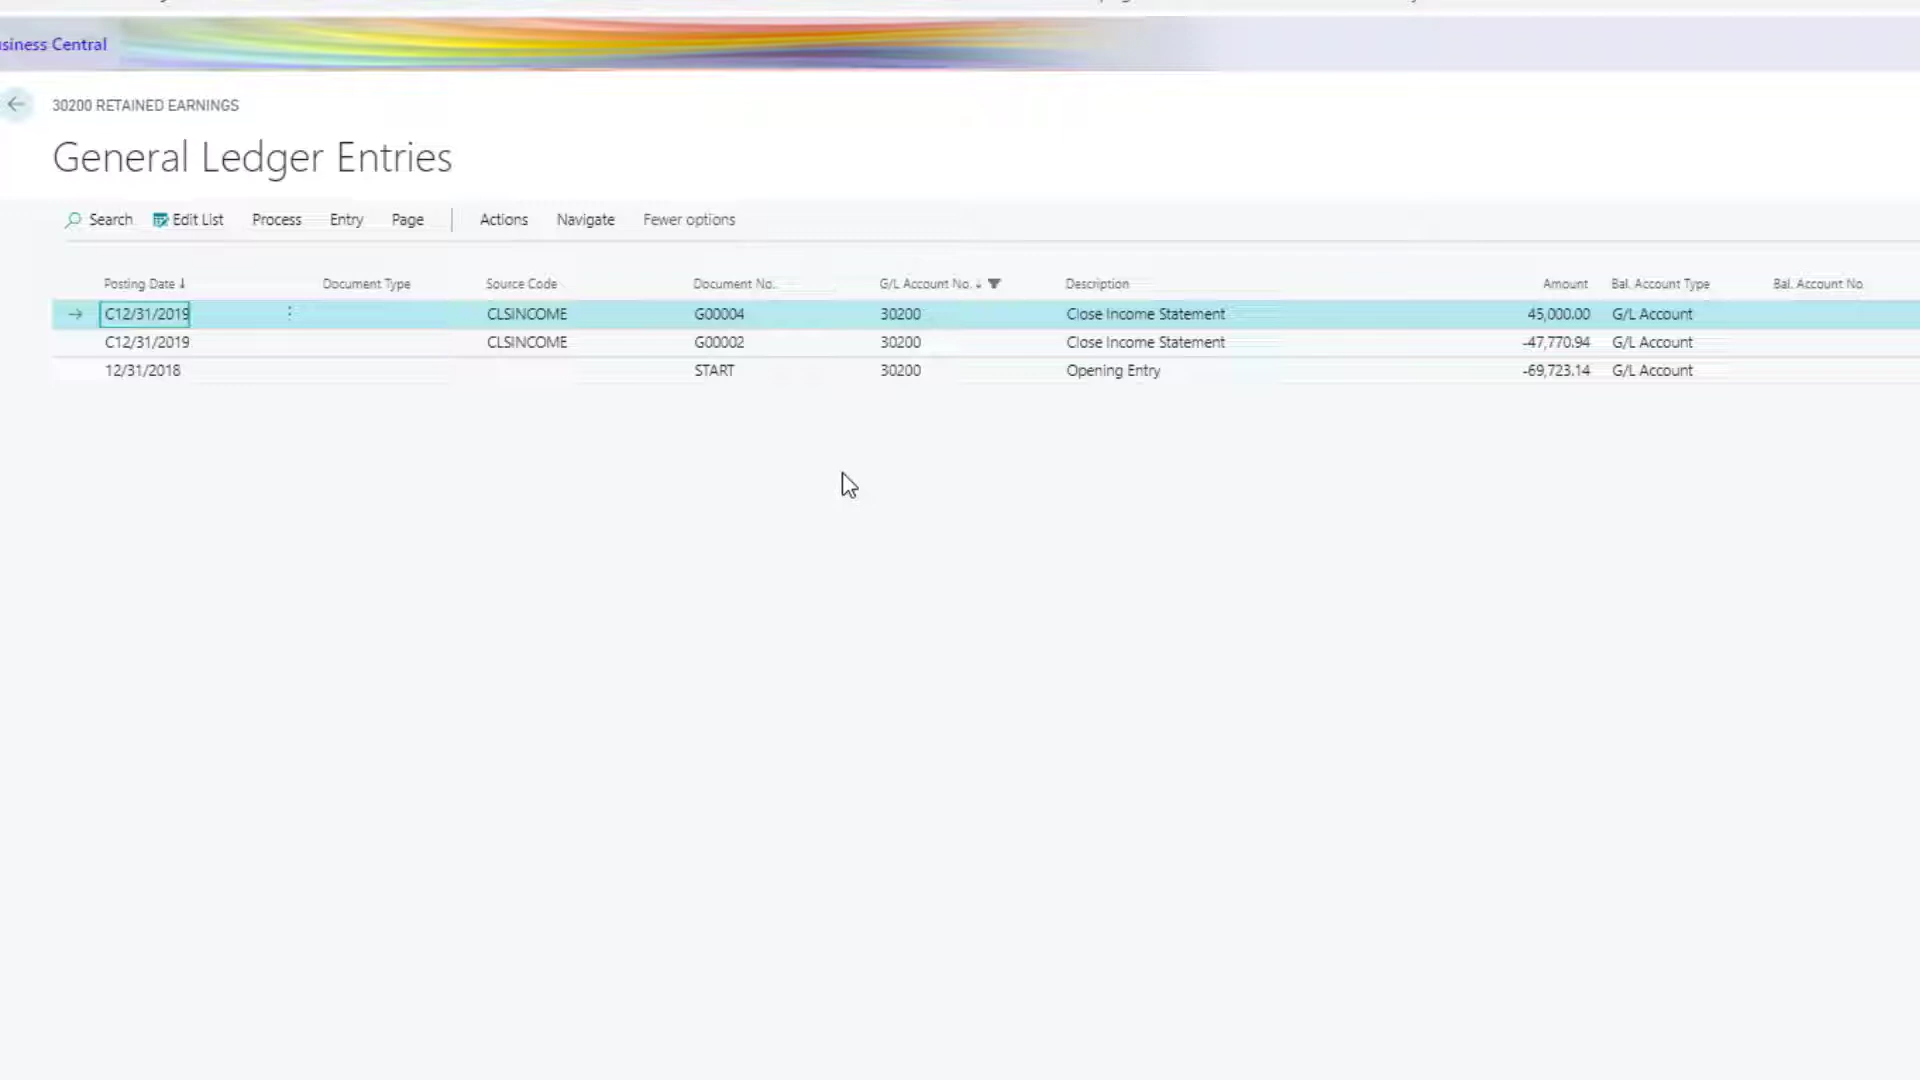 siness Central
30200 RETAINED EARNINGS
General Ledger Entries
Search Edit List Process Entry Page Actions Navigate Fewer options
Posting Date ↓ Document Type Source Code Document No. G/L Account No. ↓ Description Amount Bal. Account Type Bal. Account No.
C12/31/2019 CLSINCOME G00004 30200 Close Income Statement 45,000.00 G/L Account
C12/31/2019 CLSINCOME G00002 30200 Close Income Statement -47,770.94 G/L Account
12/31/2018 START 30200 Opening Entry -69,723.14 G/L Account